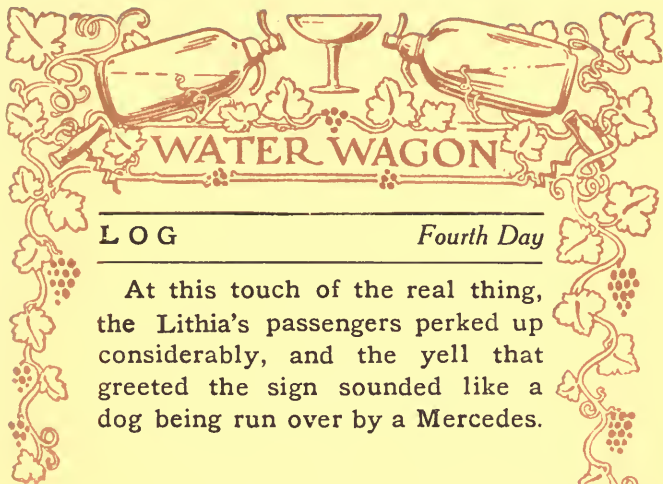 WATER WAGON
LOG Fourth Day
At this touch of the real thing,
the Lithia's passengers perked up
considerably, and the yell that
greeted the sign sounded like a
dog being run over by a Mercedes.